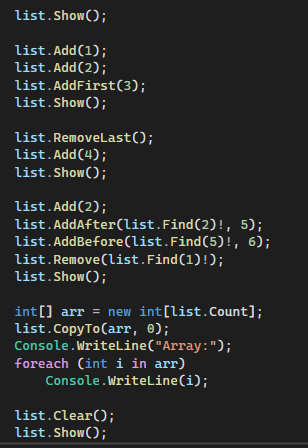 list.Show();
list.Add(1);
list.Add(2);
list.AddFirst(3);
list.Show();
list.RemoveLast();
list.Add(4);
list.Show();
list.Add(2);
list.AddAfter(list.Find(2)!, 5);
list.AddBefore(list.Find(5)!, 6);
list.Remove(list.Find(1)!);
list.Show();
int[] arr = new int[list.Count];
list.CopyTo(arr, 0);
Console.WriteLine("Array:");
foreach (int i in arr)
    Console.WriteLine(i);
list.Clear();
list.Show();